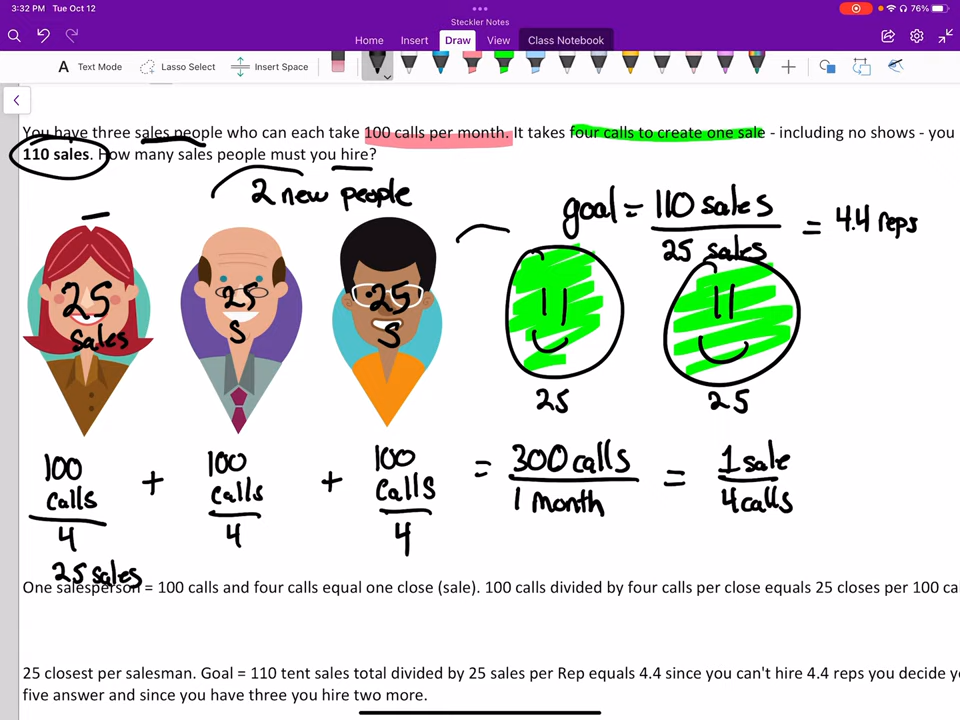 3:32 PM Tue Oct 12
76%
Steckler Notes
Home Insert Draw View Class Notebook
Text Mode Lasso Select Insert Space
You have three sales people who can each take 100 calls per month. It takes four calls to create one sale - including no shows - you
110 sales. How many sales people must you hire?
2 new people
goal = 110 sales / 25 sales = 4.4 reps
25 sales
25 S
25 S
25
25
100 calls / 4 + 100 calls / 4 + 100 calls / 4 = 300 calls / 1 month = 1 sale / 4 calls
25 sales
One salesperson = 100 calls and four calls equal one close (sale). 100 calls divided by four calls per close equals 25 closes per 100 ca
25 closest per salesman. Goal = 110 tent sales total divided by 25 sales per Rep equals 4.4 since you can't hire 4.4 reps you decide y
five answer and since you have three you hire two more.